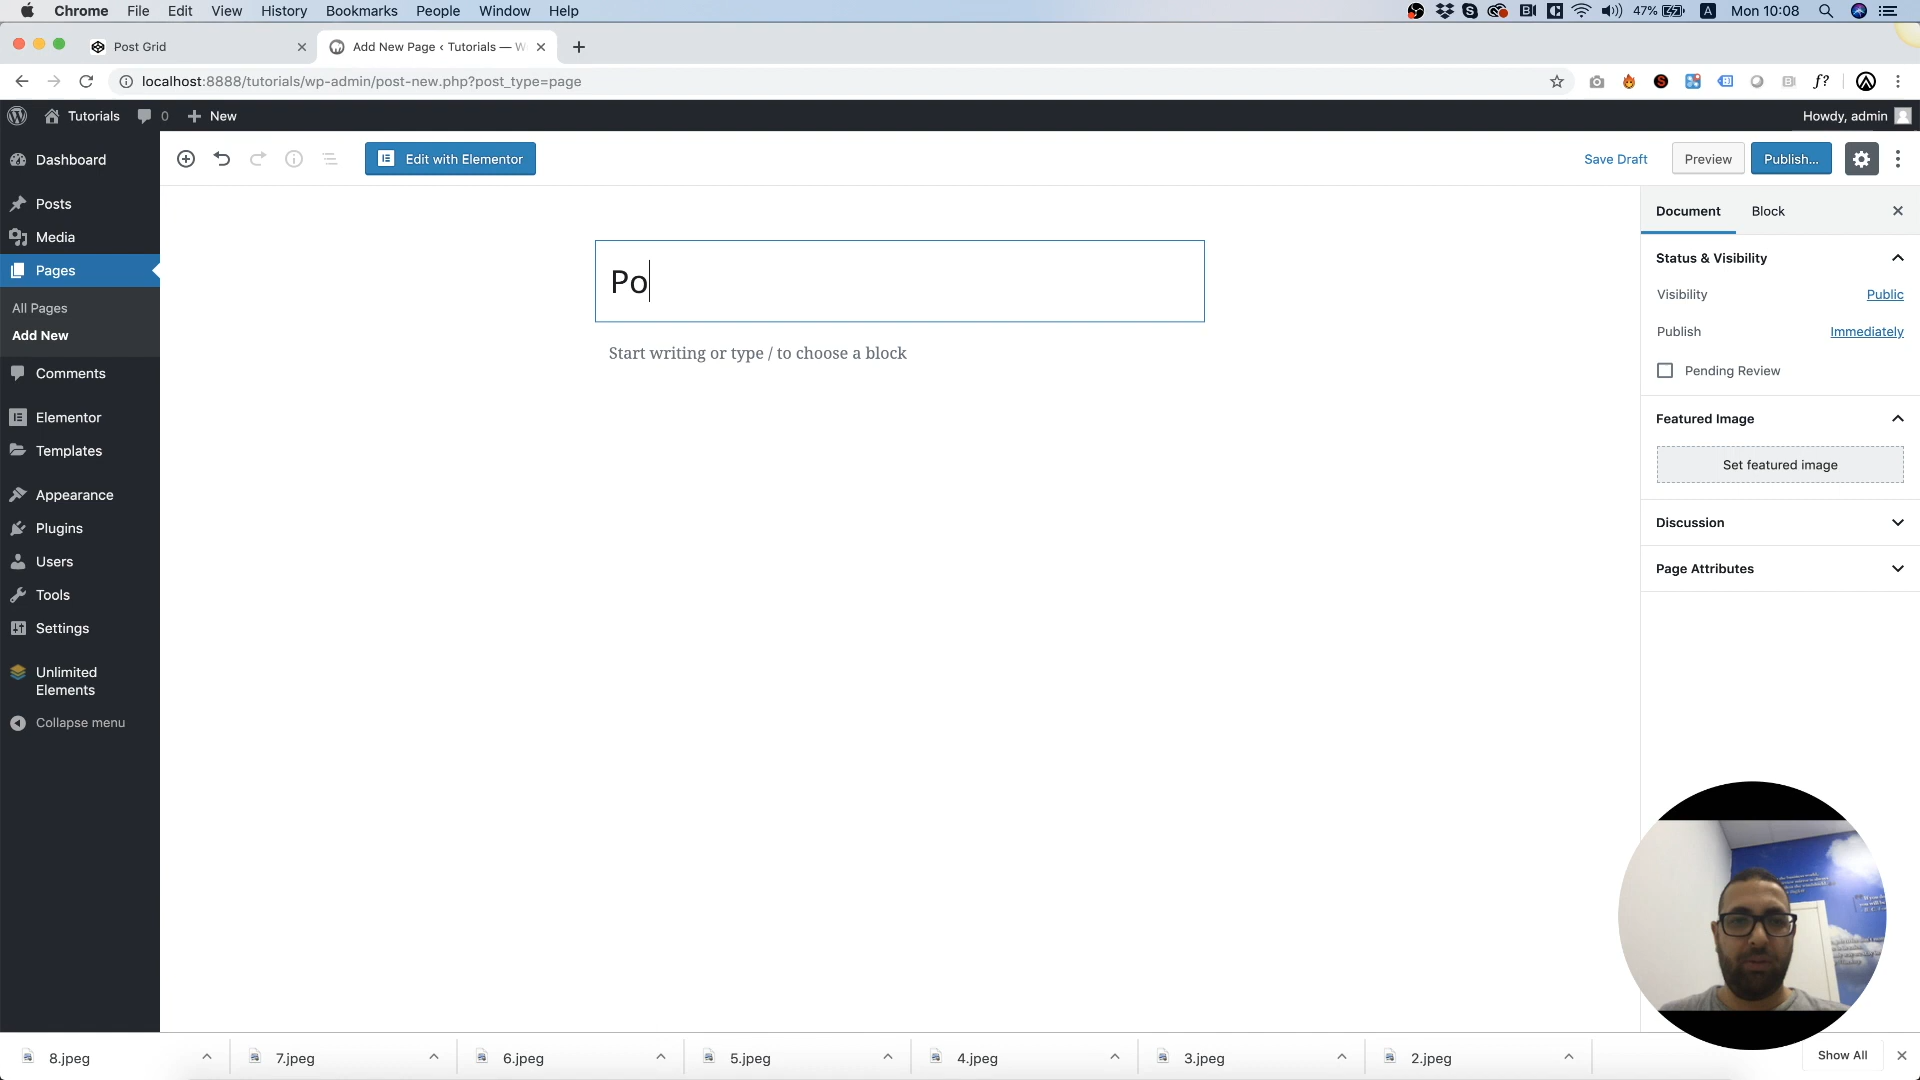 Chrome File Edit View History Bookmarks People Window Help
47% A Mon 10:08
Post Grid
Add New Page ‹ Tutorials — W
localhost:8888/tutorials/wp-admin/post-new.php?post_type=page
f?
Tutorials 0 New
Howdy, admin
Dashboard
Posts
Media
Pages
All Pages
Add New
Comments
Elementor
Templates
Appearance
Plugins
Users
Tools
Settings
Unlimited
Elements
Collapse menu
Edit with Elementor
Save Draft Preview Publish...
Po
Start writing or type / to choose a block
Document Block
Status & Visibility
Visibility Public
Publish Immediately
Pending Review
Featured Image
Set featured image
Discussion
Page Attributes
8.jpeg 7.jpeg 6.jpeg 5.jpeg 4.jpeg 3.jpeg 2.jpeg Show All